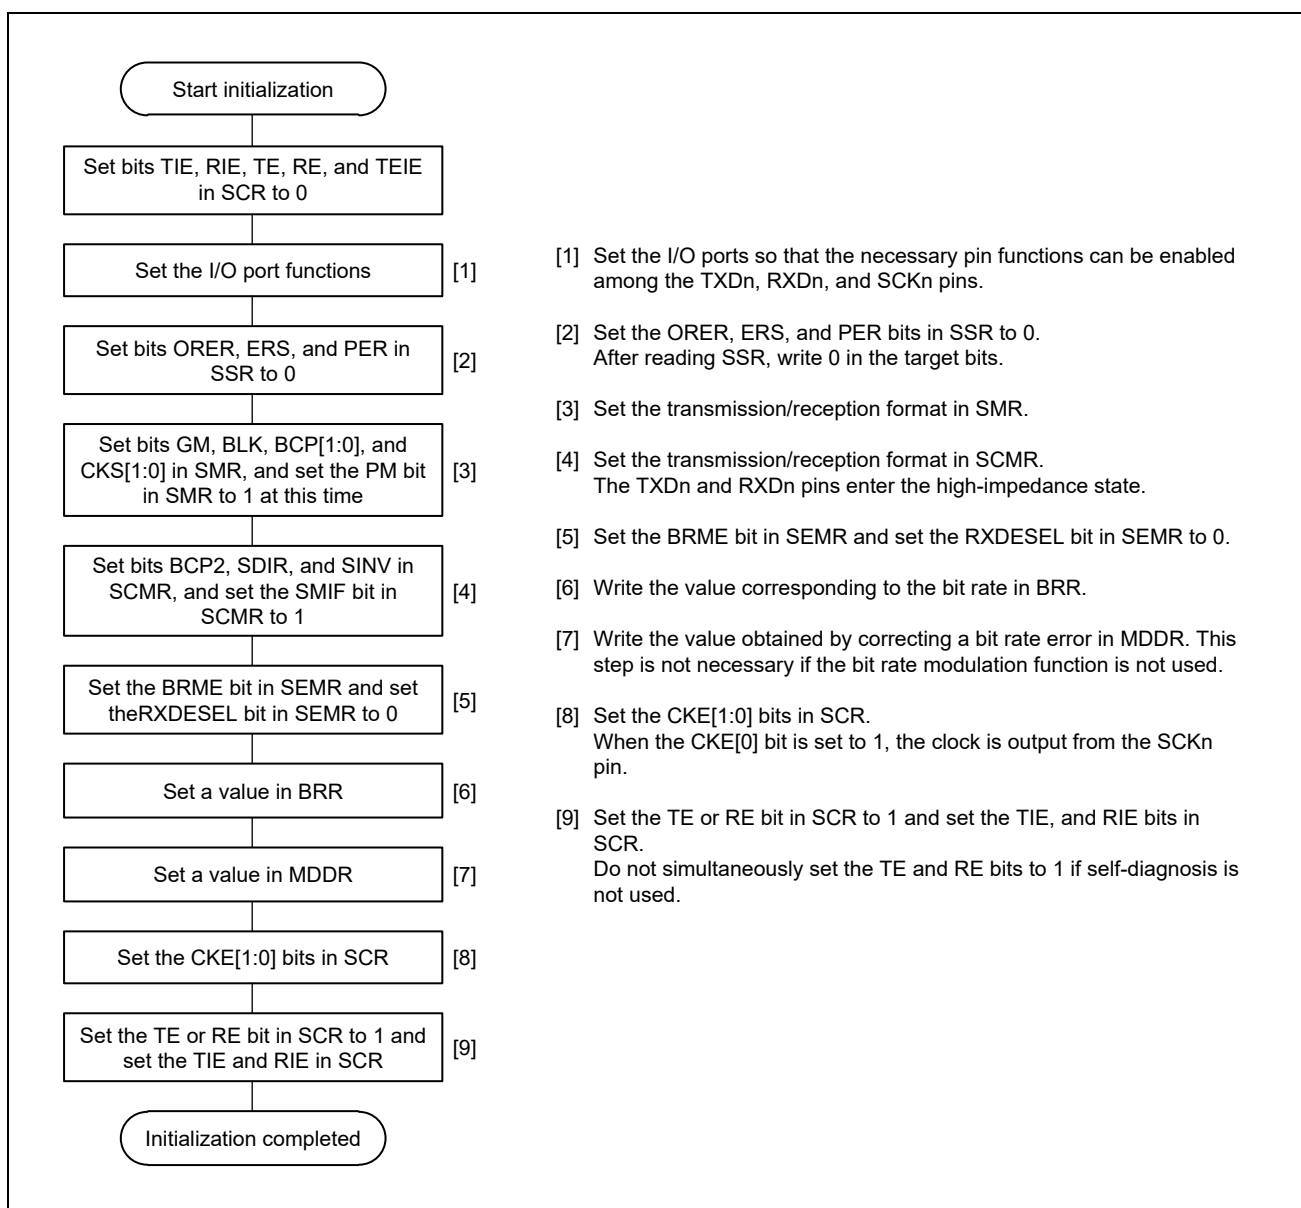 Start initialization
Set bits TIE, RIE, TE, RE, and TEIE
in SCR to 0
Set the I/O port functions
[1]
Set bits ORER, ERS, and PER in
SSR to 0
[2]
Set bits GM, BLK, BCP[1:0], and
CKS[1:0] in SMR, and set the PM bit
in SMR to 1 at this time
[3]
Set bits BCP2, SDIR, and SINV in
SCMR, and set the SMIF bit in
SCMR to 1
[4]
Set the BRME bit in SEMR and set
theRXDESEL bit in SEMR to 0
[5]
Set a value in BRR
[6]
Set a value in MDDR
[7]
Set the CKE[1:0] bits in SCR
[8]
Set the TE or RE bit in SCR to 1 and
set the TIE and RIE in SCR
[9]
Initialization completed
[1] Set the I/O ports so that the necessary pin functions can be enabled
among the TXDn, RXDn, and SCKn pins.
[2] Set the ORER, ERS, and PER bits in SSR to 0.
After reading SSR, write 0 in the target bits.
[3] Set the transmission/reception format in SMR.
[4] Set the transmission/reception format in SCMR.
The TXDn and RXDn pins enter the high-impedance state.
[5] Set the BRME bit in SEMR and set the RXDESEL bit in SEMR to 0.
[6] Write the value corresponding to the bit rate in BRR.
[7] Write the value obtained by correcting a bit rate error in MDDR. This
step is not necessary if the bit rate modulation function is not used.
[8] Set the CKE[1:0] bits in SCR.
When the CKE[0] bit is set to 1, the clock is output from the SCKn
pin.
[9] Set the TE or RE bit in SCR to 1 and set the TIE, and RIE bits in
SCR.
Do not simultaneously set the TE and RE bits to 1 if self-diagnosis is
not used.